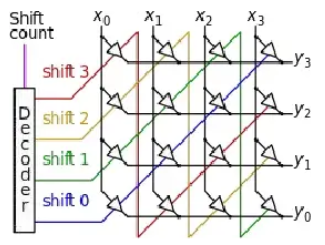 Shift
count
x₀ x₁ x₂ x₃
y₃
shift 3
Decoder
y₂
shift 2
shift 1
y₁
shift 0
y₀